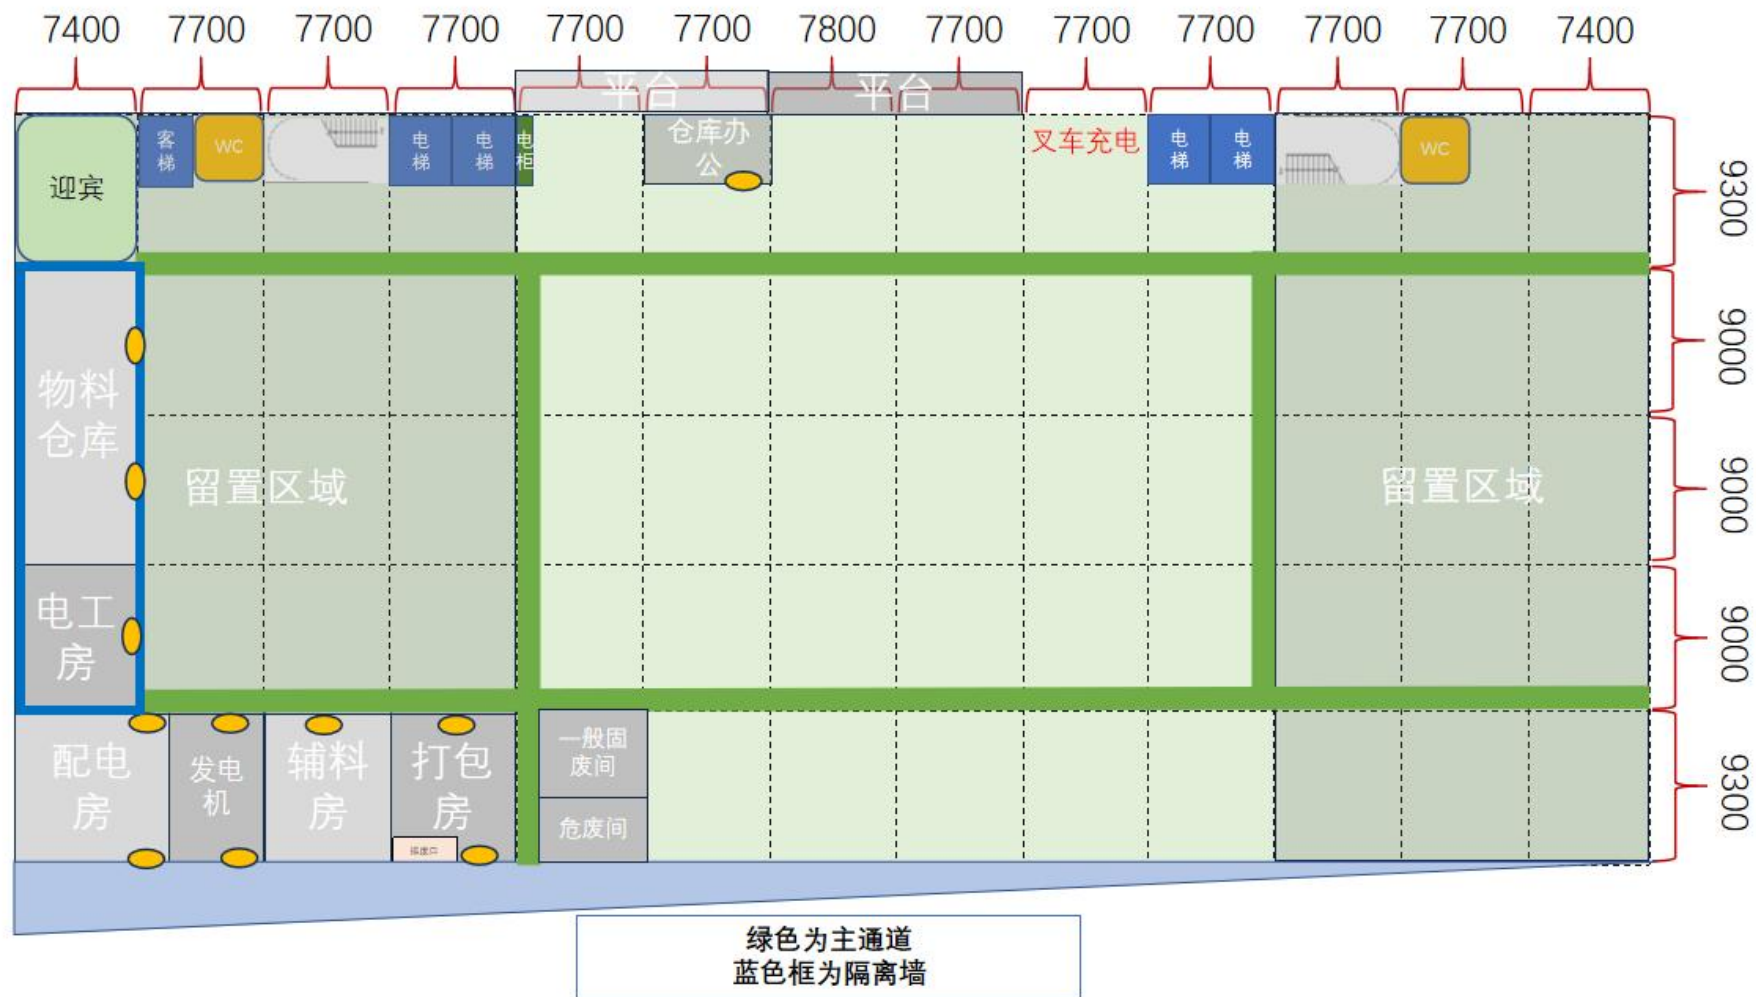 7400 7700 7700 7700 7700 7700 7800 7700 7700 7700 7700 7700 7400
平台 平台
迎宾
客梯
WC
电梯
电梯
电柜
仓库办公
叉车充电
电梯
电梯
WC
9300
物料仓库
9000
留置区域
留置区域
9000
电工房
9000
配电房
发电机
辅料房
打包房
一般固废间
危废间
9300
绿色为主通道
蓝色框为隔离墙